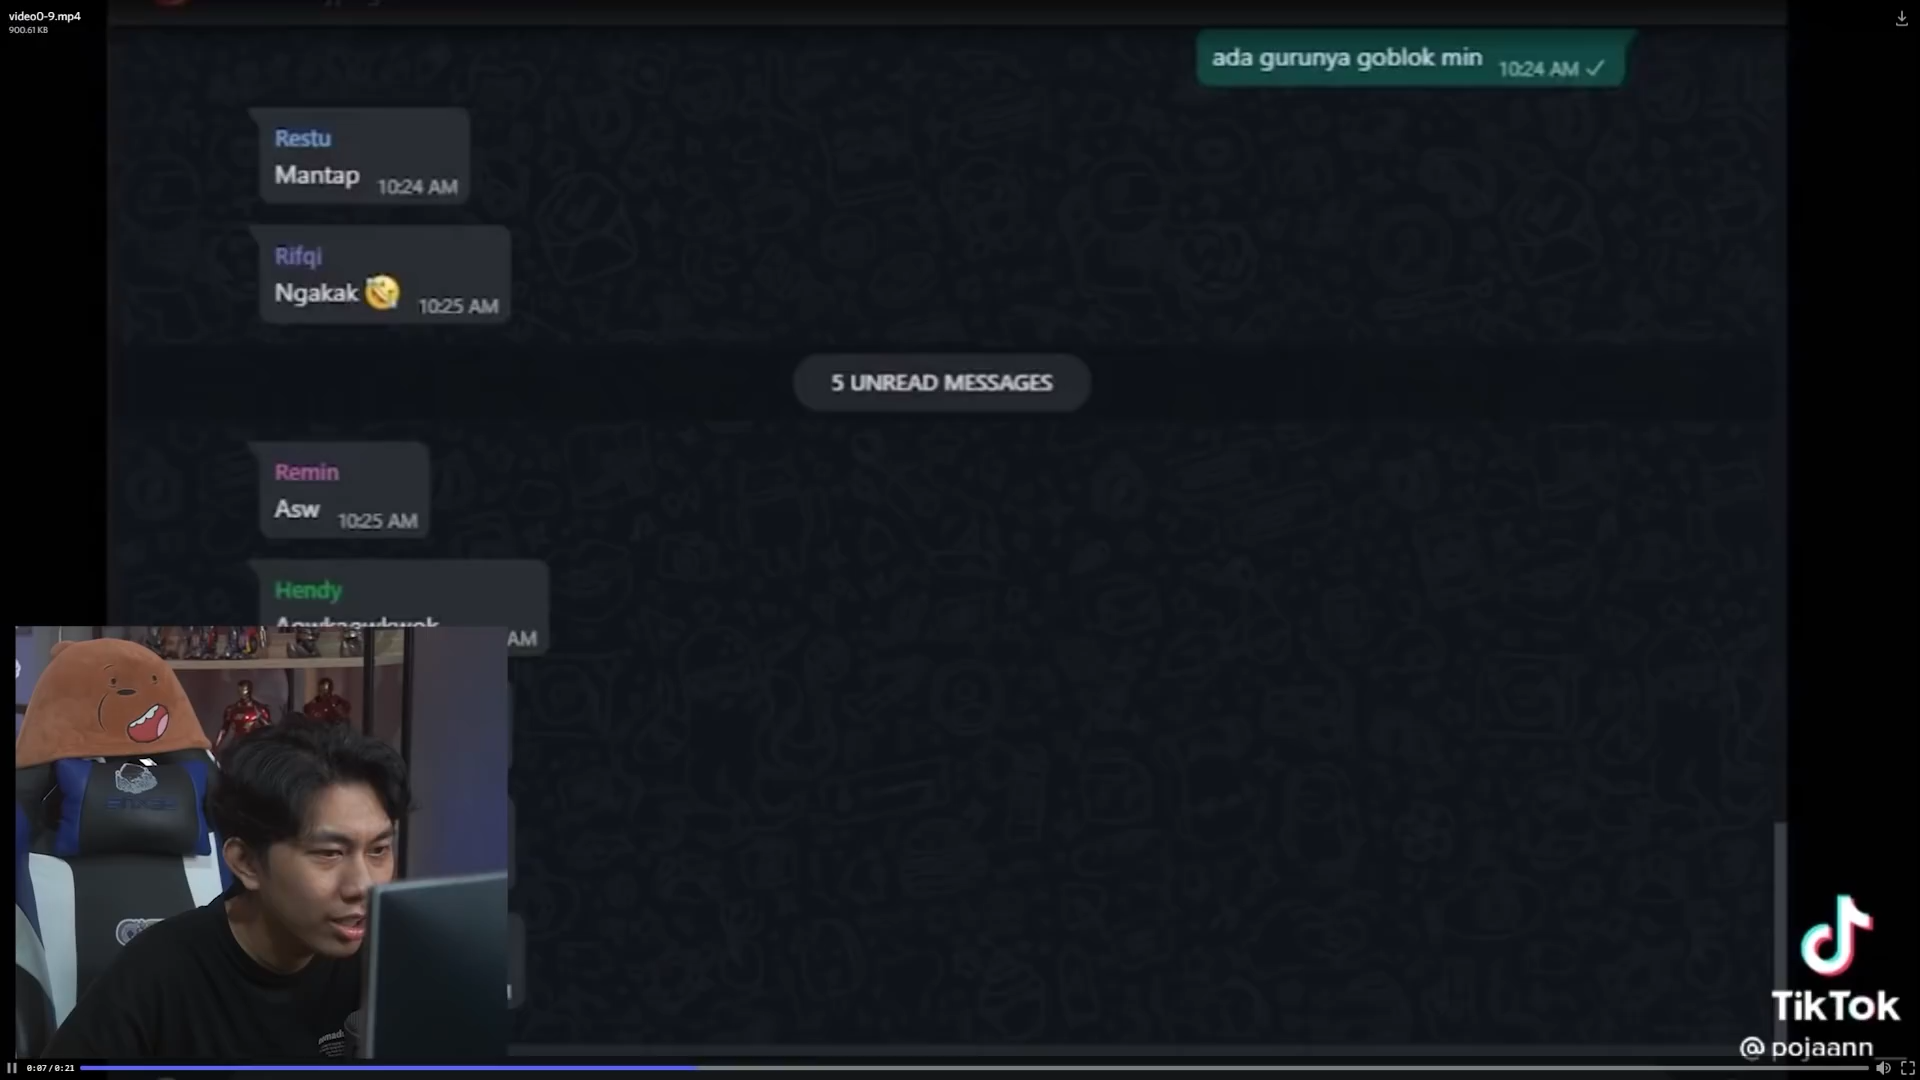 video0-9.mp4
900.61 KB
ada gurunya goblok min 10:24 AM
Restu
Mantap 10:24 AM
Rifqi
Ngakak 🤣 10:25 AM
5 UNREAD MESSAGES
Remin
Asw 10:25 AM
Hendy
AM
TikTok
@pojaann__
0:07/0:21